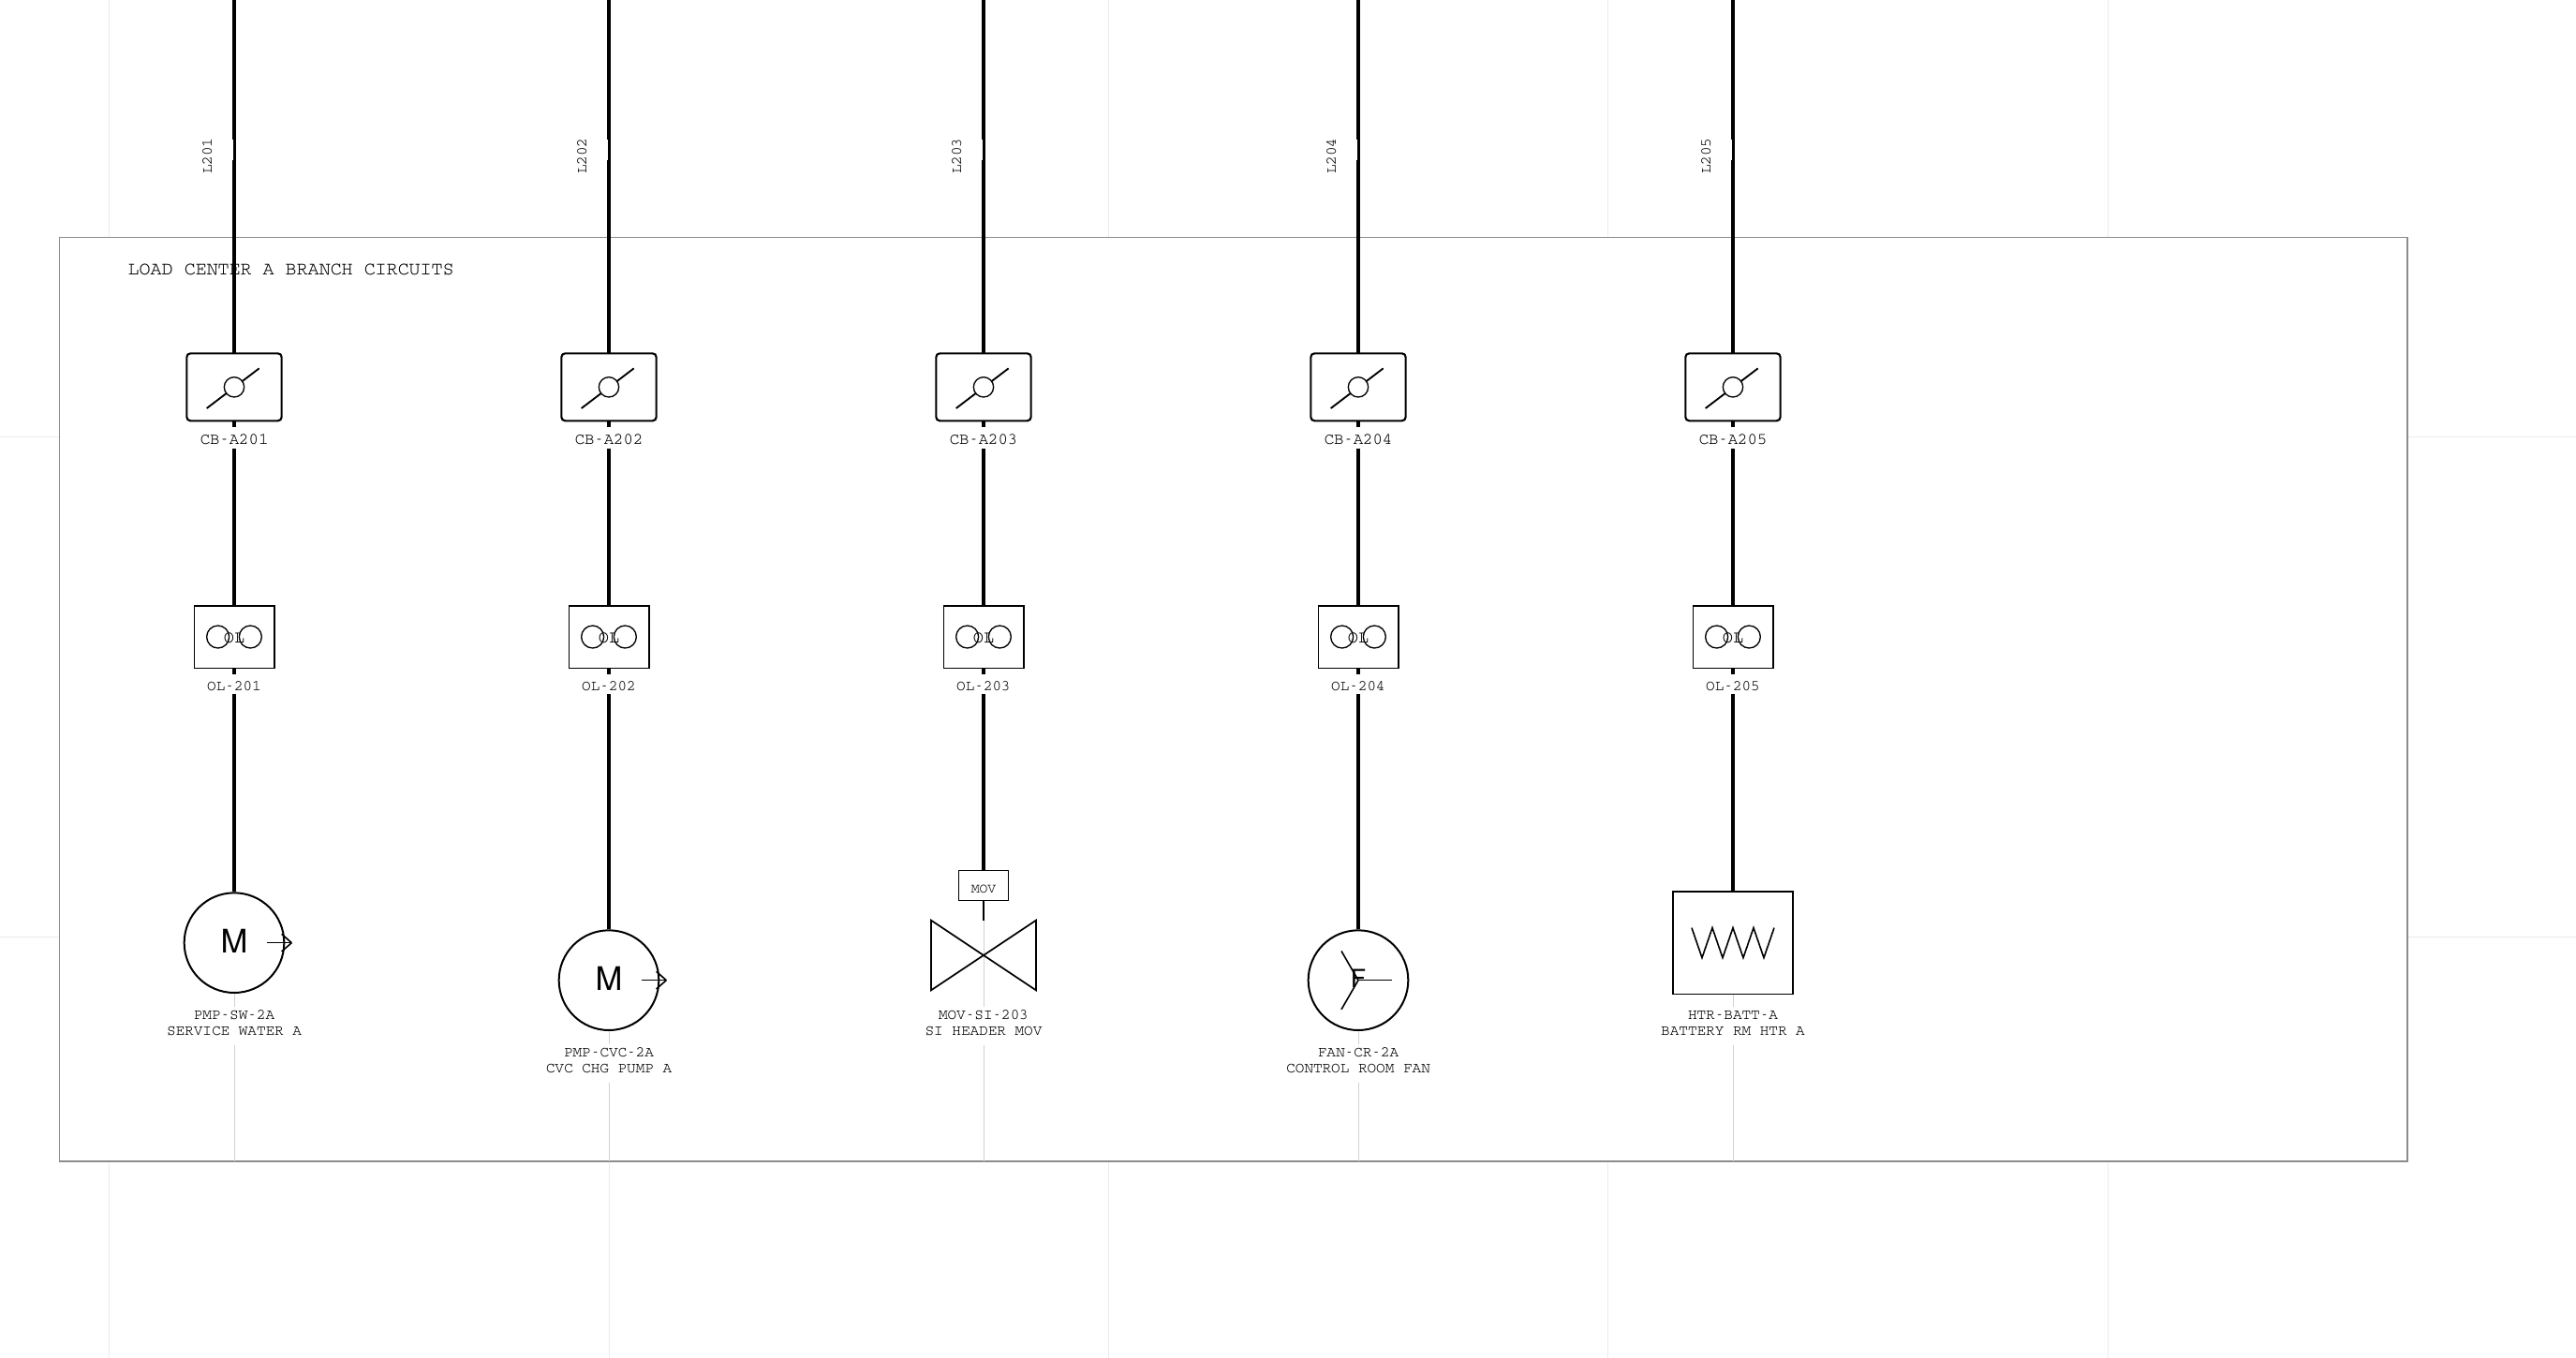 L201
L202
L203
L204
L205
LOAD CENTER A BRANCH CIRCUITS
CB-A201
CB-A202
CB-A203
CB-A204
CB-A205
OL
OL
OL
OL
OL
OL-201
OL-202
OL-203
OL-204
OL-205
MOV
M
M
F
PMP-SW-2A
SERVICE WATER A
MOV-SI-203
SI HEADER MOV
HTR-BATT-A
BATTERY RM HTR A
PMP-CVC-2A
CVC CHG PUMP A
FAN-CR-2A
CONTROL ROOM FAN